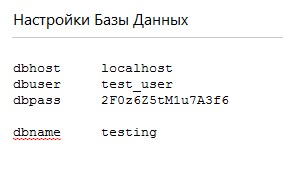 Настройки Базы Данных
dbhost localhost
dbuser test_user
dbpass 2F0z6Z5tM1u7A3f6
dbname testing